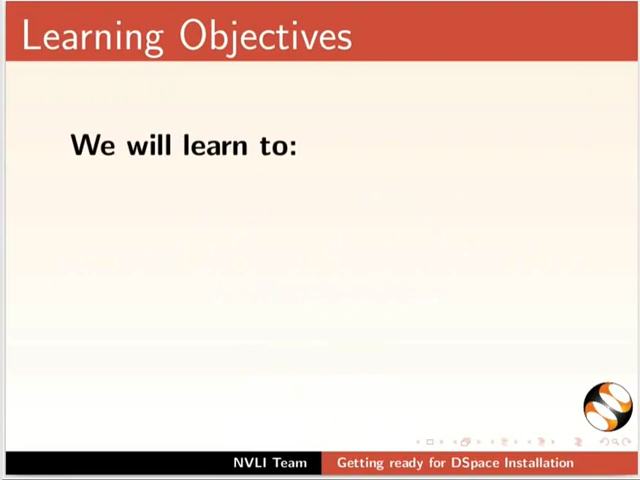 Learning Objectives
We will learn to:
NVLI Team
Getting ready for DSpace Installation